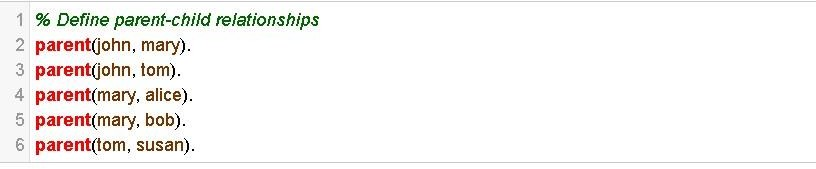 1 % Define parent-child relationships
2 parent(john, mary).
3 parent(john, tom).
4 parent(mary, alice).
5 parent(mary, bob).
6 parent(tom, susan).